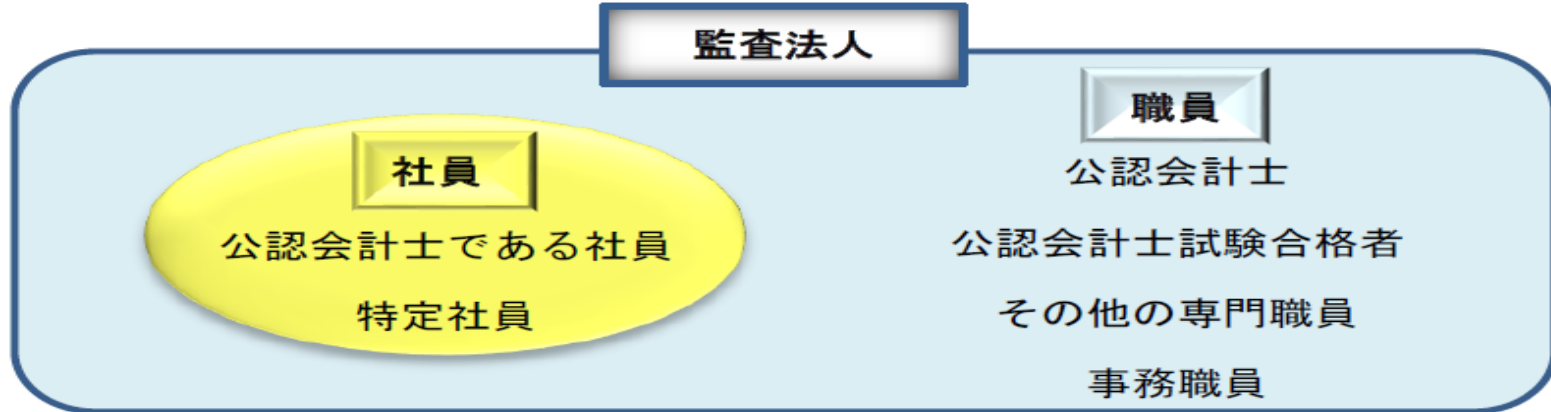 監査法人
社員
公認会計士である社員
特定社員
職員
公認会計士
公認会計士試験合格者
その他の専門職員
事務職員